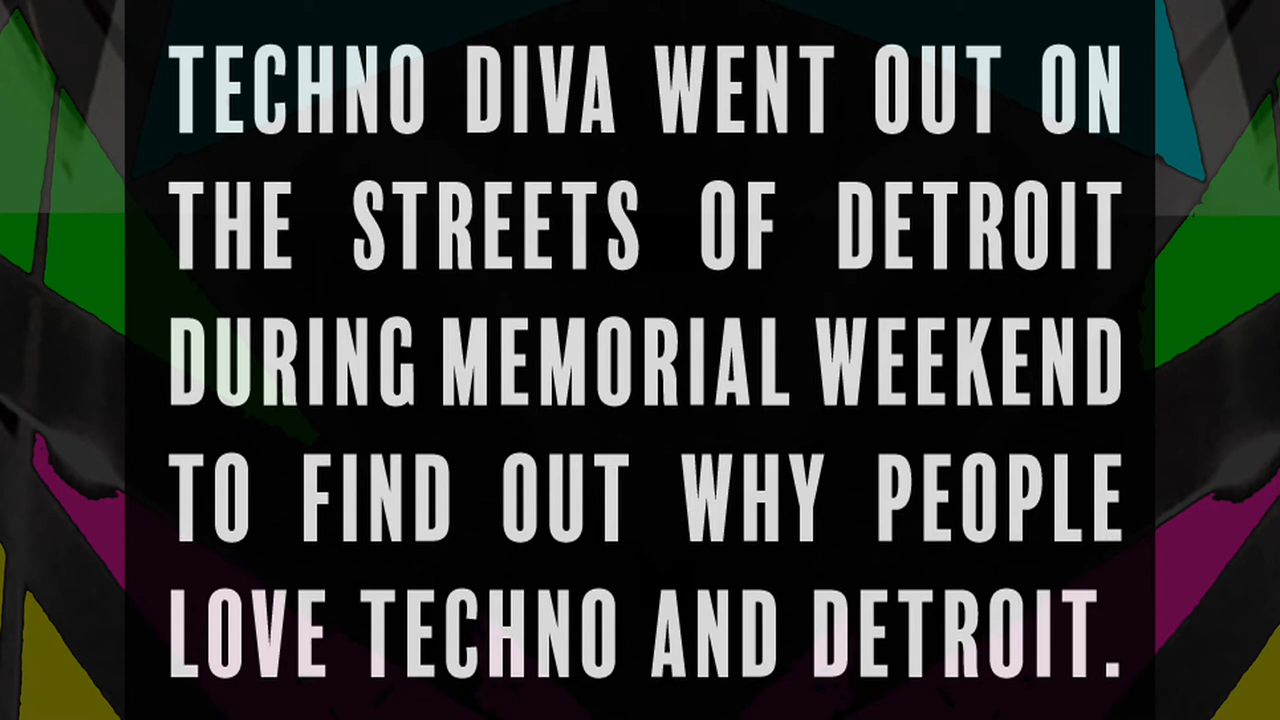 TECHNO DIVA WENT OUT ON
THE STREETS OF DETROIT
DURING MEMORIAL WEEKEND
TO FIND OUT WHY PEOPLE
LOVE TECHNO AND DETROIT.